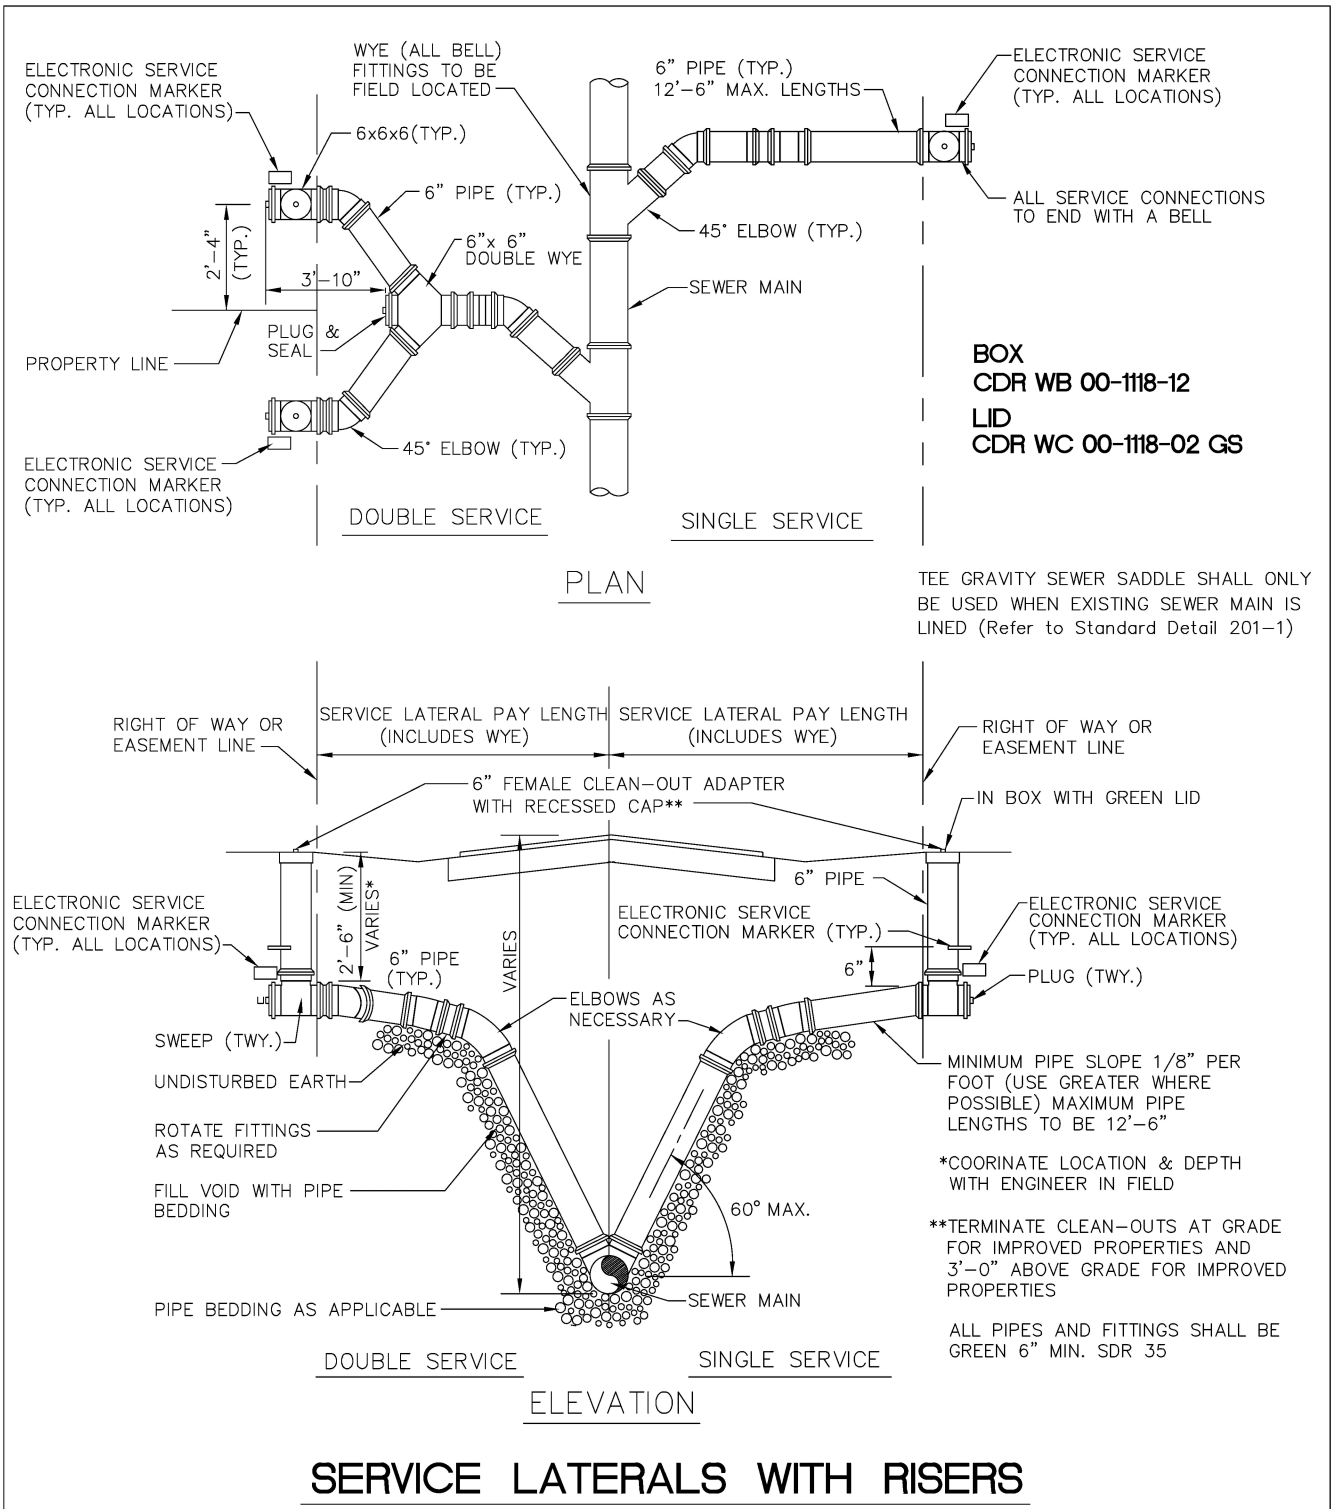 ELECTRONIC SERVICE
CONNECTION MARKER
(TYP. ALL LOCATIONS)
WYE (ALL BELL)
FITTINGS TO BE
FIELD LOCATED
6" PIPE (TYP.)
12'-6" MAX. LENGTHS
ELECTRONIC SERVICE
CONNECTION MARKER
(TYP. ALL LOCATIONS)
6x6x6(TYP.)
6" PIPE (TYP.)
ALL SERVICE CONNECTIONS
TO END WITH A BELL
45° ELBOW (TYP.)
6"x 6"
DOUBLE WYE
2'-4"
(TYP.)
3'-10"
SEWER MAIN
PLUG &
SEAL
PROPERTY LINE
BOX
CDR WB 00-1118-12
LID
CDR WC 00-1118-02 GS
45° ELBOW (TYP.)
ELECTRONIC SERVICE
CONNECTION MARKER
(TYP. ALL LOCATIONS)
DOUBLE SERVICE
SINGLE SERVICE
PLAN
TEE GRAVITY SEWER SADDLE SHALL ONLY
BE USED WHEN EXISTING SEWER MAIN IS
LINED (Refer to Standard Detail 201-1)
RIGHT OF WAY OR
EASEMENT LINE
SERVICE LATERAL PAY LENGTH
(INCLUDES WYE)
SERVICE LATERAL PAY LENGTH
(INCLUDES WYE)
RIGHT OF WAY OR
EASEMENT LINE
6" FEMALE CLEAN-OUT ADAPTER
WITH RECESSED CAP**
IN BOX WITH GREEN LID
2'-6" (MIN)
VARIES*
VARIES
6" PIPE
ELECTRONIC SERVICE
CONNECTION MARKER
(TYP. ALL LOCATIONS)
ELECTRONIC SERVICE
CONNECTION MARKER (TYP.)
ELECTRONIC SERVICE
CONNECTION MARKER
(TYP. ALL LOCATIONS)
6" PIPE
(TYP.)
6"
PLUG (TWY.)
ELBOWS AS
NECESSARY
SWEEP (TWY.)
UNDISTURBED EARTH
MINIMUM PIPE SLOPE 1/8" PER
FOOT (USE GREATER WHERE
POSSIBLE) MAXIMUM PIPE
LENGTHS TO BE 12'-6"
ROTATE FITTINGS
AS REQUIRED
FILL VOID WITH PIPE
BEDDING
*COORINATE LOCATION & DEPTH
WITH ENGINEER IN FIELD
60° MAX.
**TERMINATE CLEAN-OUTS AT GRADE
FOR IMPROVED PROPERTIES AND
3'-0" ABOVE GRADE FOR IMPROVED
PROPERTIES
SEWER MAIN
PIPE BEDDING AS APPLICABLE
ALL PIPES AND FITTINGS SHALL BE
GREEN 6" MIN. SDR 35
DOUBLE SERVICE
SINGLE SERVICE
ELEVATION
SERVICE LATERALS WITH RISERS